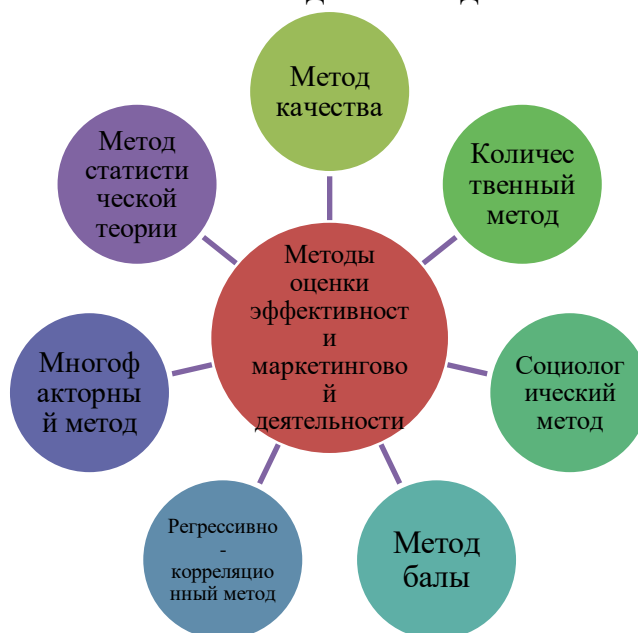 Метод
качества
Количес
твенный
метод
Социолог
ический
метод
Метод
балы
Регрессивно
-
корреляцио
нный метод
Многоф
акторны
й метод
Метод
статисти
ческой
теории
Методы
оценки
эффективност
и
маркетингово
й
деятельности